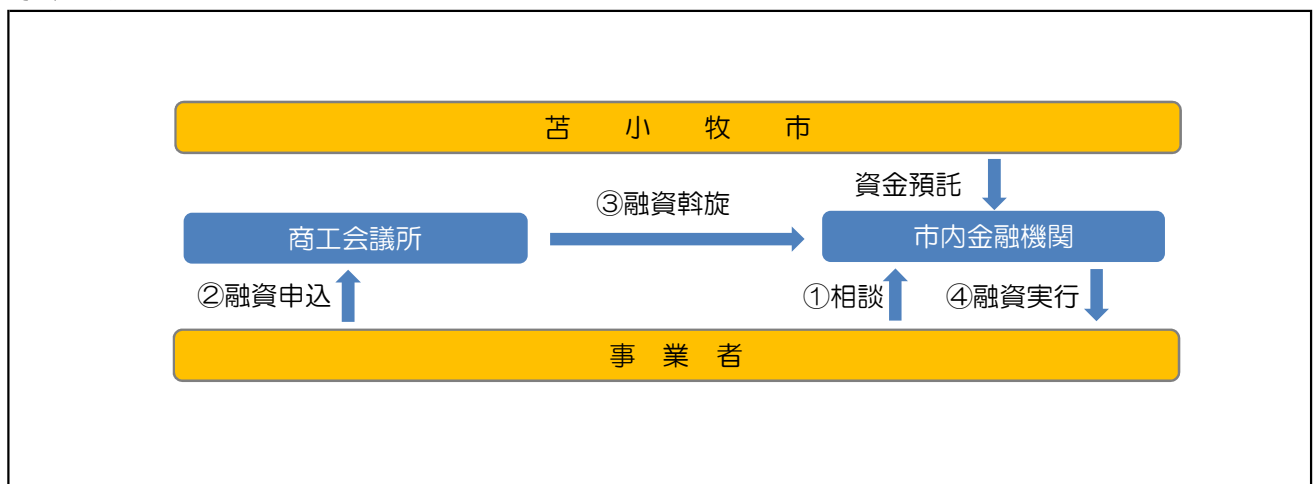 苫小牧市
資金預託
③融資斡旋
商工会議所
市内金融機関
②融資申込
①相談
④融資実行
事業者